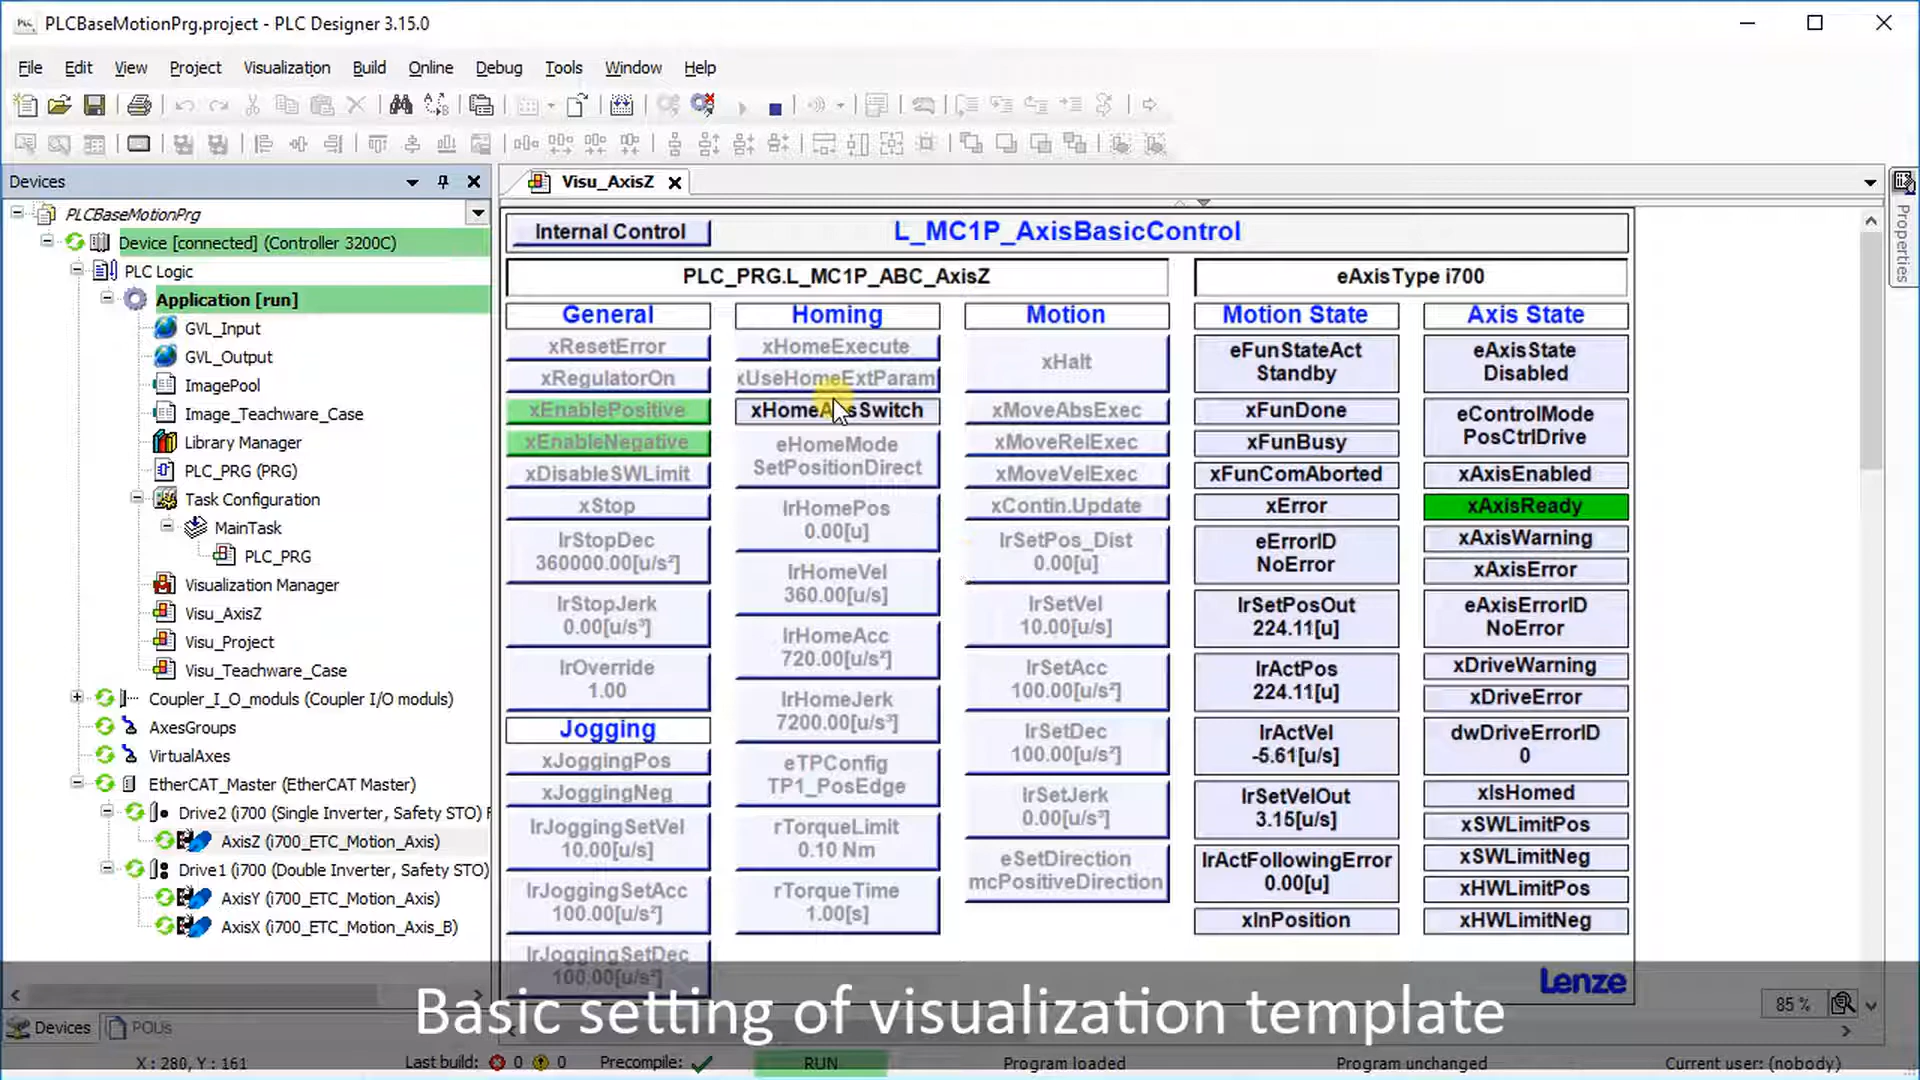 PLCBaseMotionPrg.project - PLC Designer 3.15.0
File Edit View Project Visualization Build Online Debug Tools Window Help
Devices
PLCBaseMotionPrg
Device [connected] (Controller 3200C)
PLC Logic
Application [run]
GVL_Input
GVL_Output
ImagePool
Image_Teachware_Case
Library Manager
PLC_PRG (PRG)
Task Configuration
MainTask
PLC_PRG
Visualization Manager
Visu_AxisZ
Visu_Project
Visu_Teachware_Case
Coupler_I_O_moduls (Coupler I/O moduls)
AxesGroups
VirtualAxes
EtherCAT_Master (EtherCAT Master)
Drive2 (i700 (Single Inverter, Safety STO)
AxisZ (i700_ETC_Motion_Axis)
Drive1 (i700 (Double Inverter, Safety STO)
AxisY (i700_ETC_Motion_Axis)
AxisX (i700_ETC_Motion_Axis_B)
Devices POUs
Visu_AxisZ
Properties
Internal Control
L_MC1P_AxisBasicControl
PLC_PRG.L_MC1P_ABC_AxisZ
eAxisType i700
General
xResetError
xRegulatorOn
xEnablePositive
xEnableNegative
xDisableSWLimit
xStop
lrStopDec
360000.00[u/s²]
lrStopJerk
0.00[u/s³]
lrOverride
1.00
Jogging
xJoggingPos
xJoggingNeg
lrJoggingSetVel
10.00[u/s]
lrJoggingSetAcc
100.00[u/s²]
lrJoggingSetDec
100.00[u/s²]
Homing
xHomeExecute
xUseHomeExtParam
xHomeAbsSwitch
eHomeMode
SetPositionDirect
lrHomePos
0.00[u]
lrHomeVel
360.00[u/s]
lrHomeAcc
720.00[u/s²]
lrHomeJerk
7200.00[u/s³]
eTPConfig
TP1_PosEdge
rTorqueLimit
0.10 Nm
rTorqueTime
1.00[s]
Motion
xHalt
xMoveAbsExec
xMoveRelExec
xMoveVelExec
xContin.Update
lrSetPos_Dist
0.00[u]
lrSetVel
10.00[u/s]
lrSetAcc
100.00[u/s²]
lrSetDec
100.00[u/s²]
lrSetJerk
0.00[u/s³]
eSetDirection
mcPositiveDirection
Motion State
eFunStateAct
Standby
xFunDone
xFunBusy
xFunComAborted
xError
eErrorID
NoError
lrSetPosOut
224.11[u]
lrActPos
224.11[u]
lrActVel
-5.61[u/s]
lrSetVelOut
3.15[u/s]
lrActFollowingError
0.00[u]
xInPosition
Axis State
eAxisState
Disabled
eControlMode
PosCtrlDrive
xAxisEnabled
xAxisReady
xAxisWarning
xAxisError
eAxisErrorID
NoError
xDriveWarning
xDriveError
dwDriveErrorID
0
xIsHomed
xSWLimitPos
xSWLimitNeg
xHWLimitPos
xHWLimitNeg
Lenze
85 %
Basic setting of visualization template
X : 280, Y : 161 Last build: 0 0 Precompile: RUN Program loaded Program unchanged Current user: (nobody)